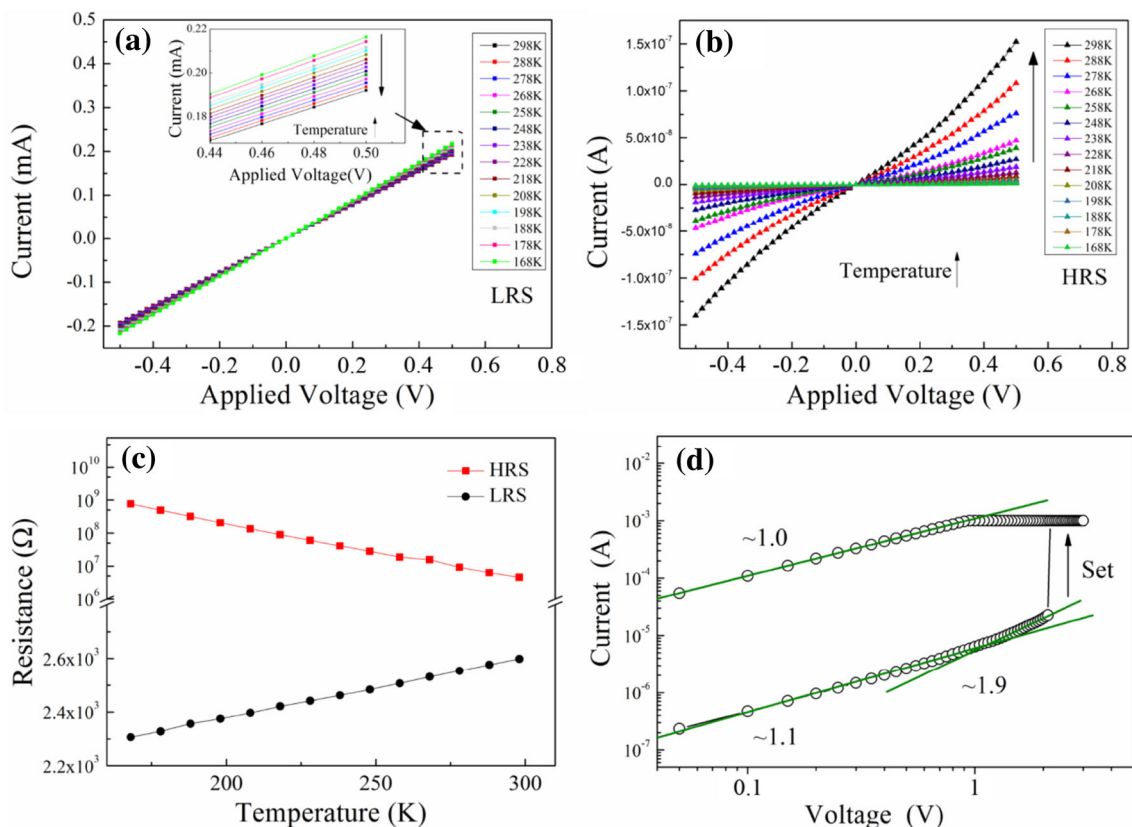 (a)
0.5
0.4
0.3
0.2
0.1
0.0
-0.1
-0.2
Current (mA)
-0.4 -0.2 0.0 0.2 0.4 0.6 0.8
Applied Voltage (V)
0.22
0.20
0.18
Current (mA)
0.44 0.46 0.48 0.50
Applied Voltage(V)
Temperature
298K
288K
278K
268K
258K
248K
238K
228K
218K
208K
198K
188K
178K
168K
LRS
(b)
1.5x10-7
1.0x10-7
5.0x10-8
0.0
-5.0x10-8
-1.0x10-7
-1.5x10-7
Current (A)
-0.4 -0.2 0.0 0.2 0.4 0.6 0.8
Applied Voltage (V)
Temperature
298K
288K
278K
268K
258K
248K
238K
228K
218K
208K
198K
188K
178K
168K
HRS
(c)
10^10
10^9
10^8
10^7
10^6
2.6x10^3
2.4x10^3
2.2x10^3
Resistance (Ω)
200 250 300
Temperature (K)
HRS
LRS
(d)
10^-2
10^-3
10^-4
10^-5
10^-6
10^-7
Current (A)
0.1 1
Voltage (V)
~1.0
Set
~1.9
~1.1